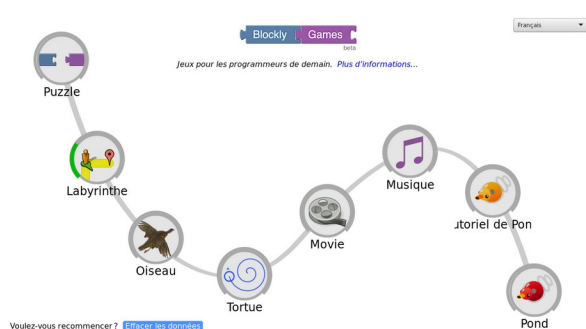 Blockly Games
beta
Français
Jeux pour les programmeurs de demain. Plus d'informations...
Puzzle
Labyrinthe
Oiseau
Tortue
Movie
Musique
utoriel de Pon
Pond
Voulez-vous recommencer ? Effacer les données